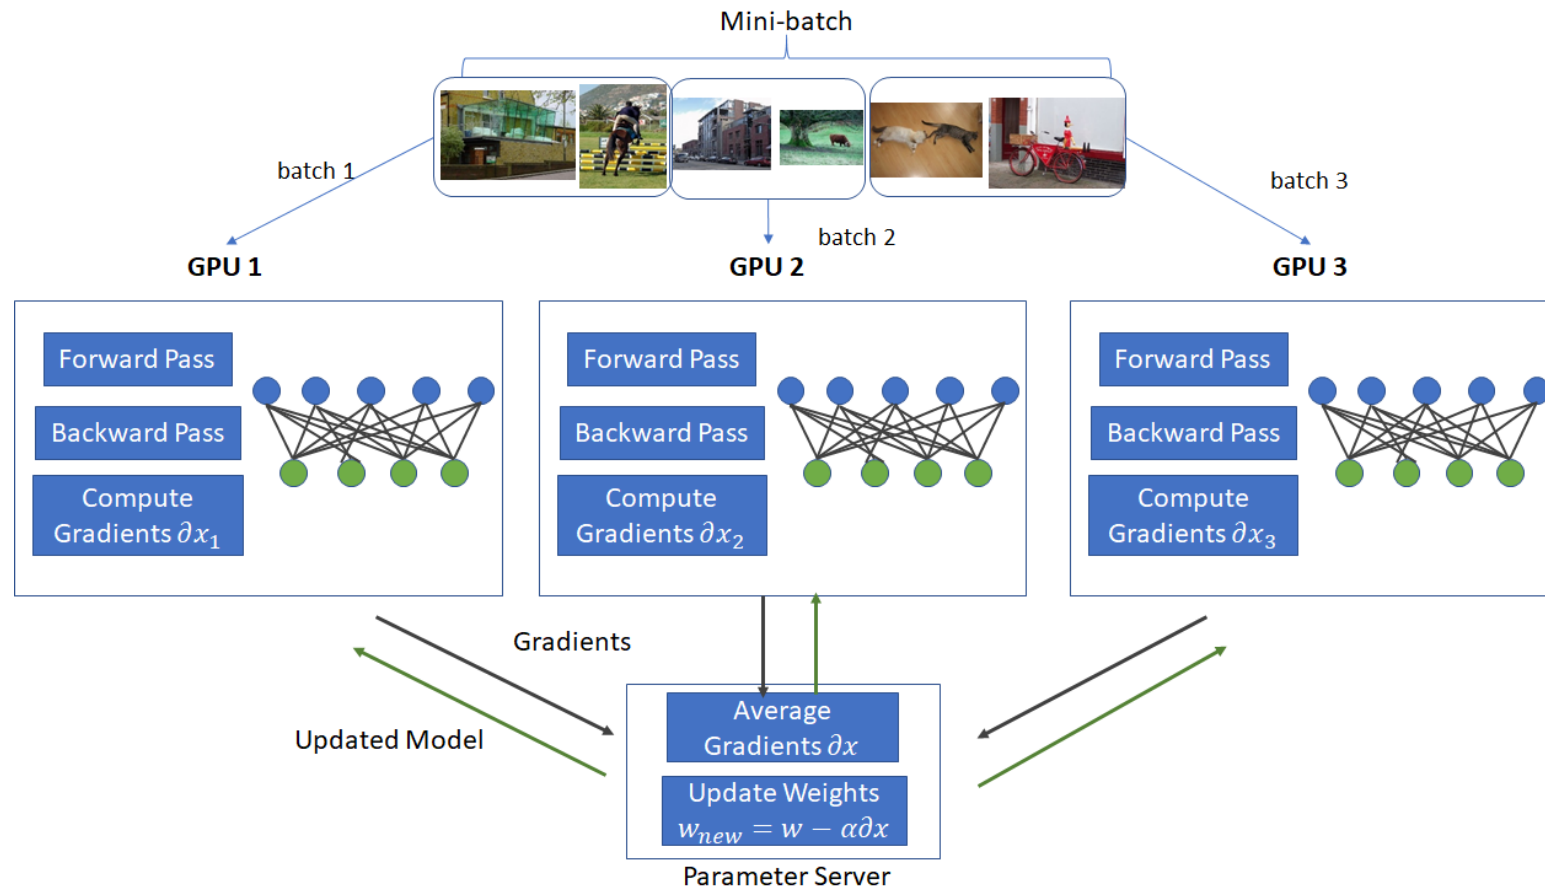 Mini-batch
batch 1
batch 3
batch 2
GPU 1
GPU 2
GPU 3
Forward Pass
Backward Pass
Compute
Gradients ∂x₁
Forward Pass
Backward Pass
Compute
Gradients ∂x₂
Forward Pass
Backward Pass
Compute
Gradients ∂x₃
Gradients
Updated Model
Average
Gradients ∂x
Update Weights
wₙₑw = w − α∂x
Parameter Server